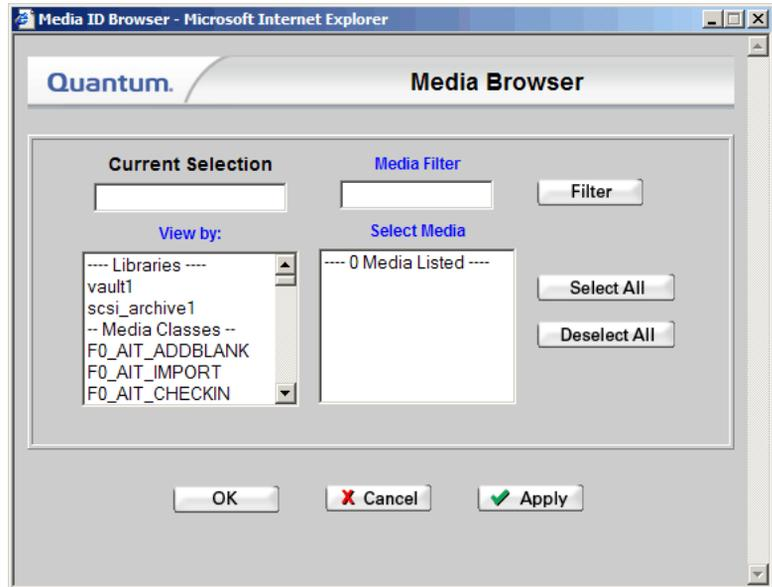 Media ID Browser - Microsoft Internet Explorer
Quantum.
Media Browser
Current Selection
Media Filter
Filter
View by:
Select Media
---- Libraries ----
vault1
scsi_archive1
-- Media Classes --
F0_AIT_ADDBLANK
F0_AIT_IMPORT
F0_AIT_CHECKIN
---- 0 Media Listed ----
Select All
Deselect All
OK
Cancel
Apply